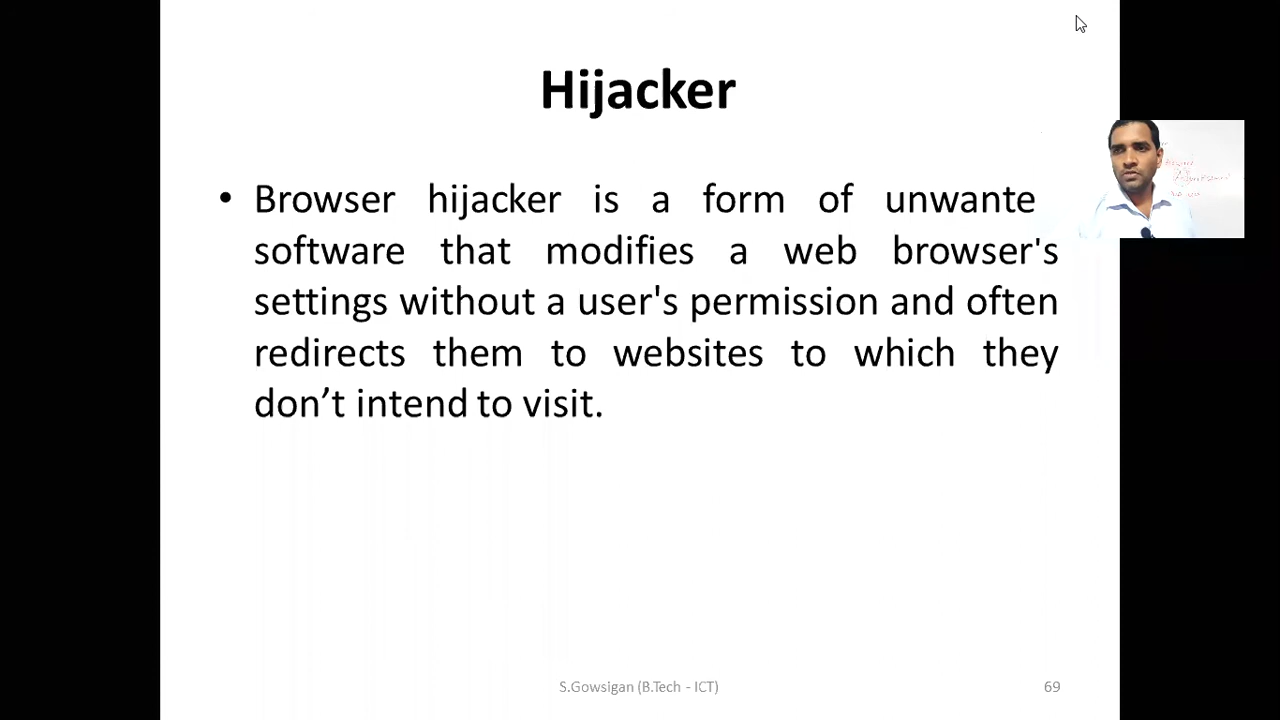 Hijacker
• Browser hijacker is a form of unwante
software that modifies a web browser's
settings without a user's permission and often
redirects them to websites to which they
don’t intend to visit.
S.Gowsigan (B.Tech - ICT)
69